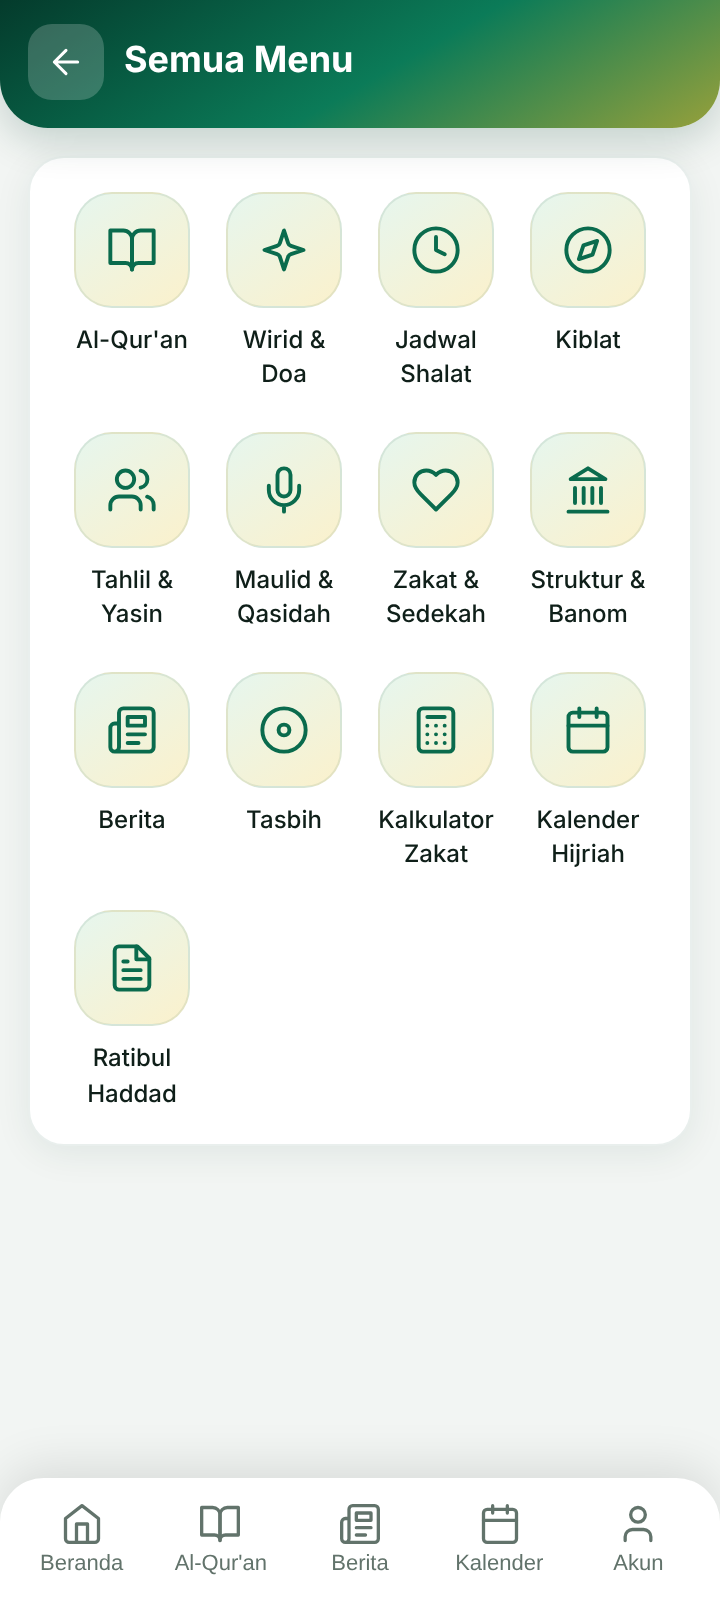 Semua Menu
Al-Qur'an
Wirid &
Doa
Jadwal
Shalat
Kiblat
Tahlil &
Yasin
Maulid &
Qasidah
Zakat &
Sedekah
Struktur &
Banom
Berita
Tasbih
Kalkulator
Zakat
Kalender
Hijriah
Ratibul
Haddad
Beranda
Al-Qur'an
Berita
Kalender
Akun